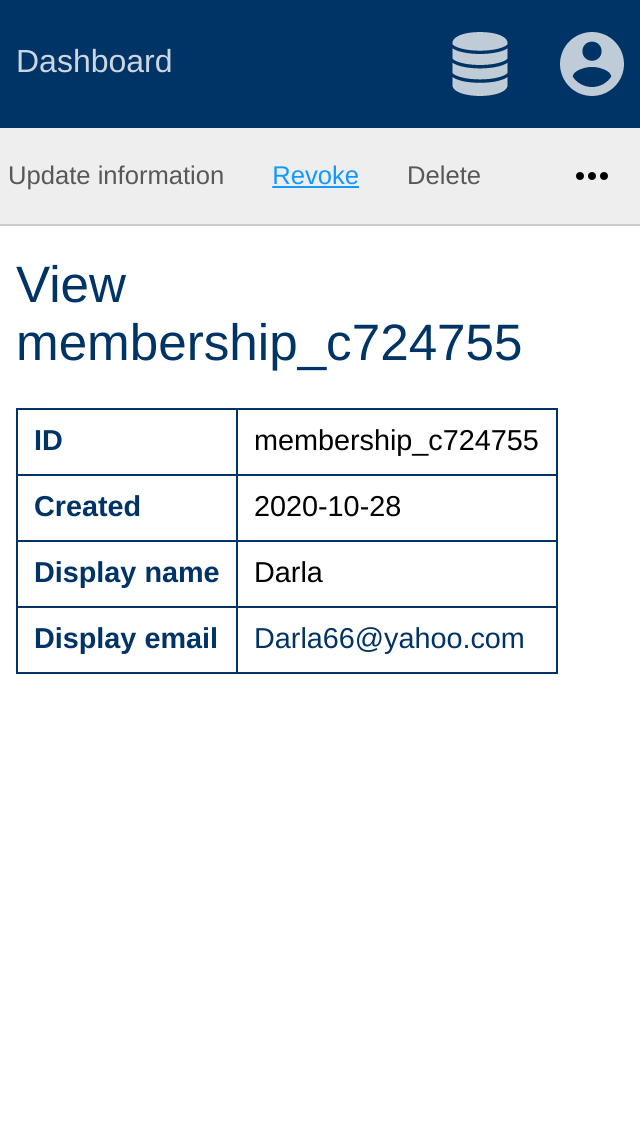 Dashboard
Update information Revoke Delete
View
membership_c724755
ID membership_c724755
Created 2020-10-28
Display name Darla
Display email Darla66@yahoo.com